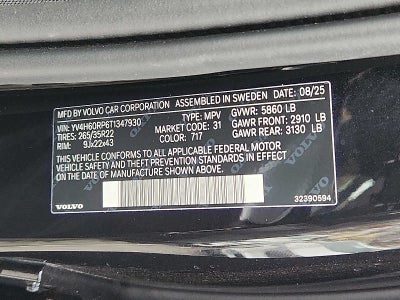 MFD BY VOLVO CAR CORPORATION ASSEMBLED IN SWEDEN DATE 08/25
VIN: YV4H60RP6T1347930 TYPE: MPV GVWR: 5860 LB
TIRES: 265/35R22 MARKET CODE: 31 GAWR FRONT: 2910 LB
RIM: 9Jx22x43 COLOR: 717 GAWR REAR: 3130 LB
THIS VEHICLE CONFORMS TO ALL APPLICABLE FEDERAL MOTOR
VEHICLE SAFETY AND THEFT PREVENTION STANDARDS IN EFFECT
ON THE DATE OF MANUFACTURE SHOWN ABOVE.
VOLVO 32390594